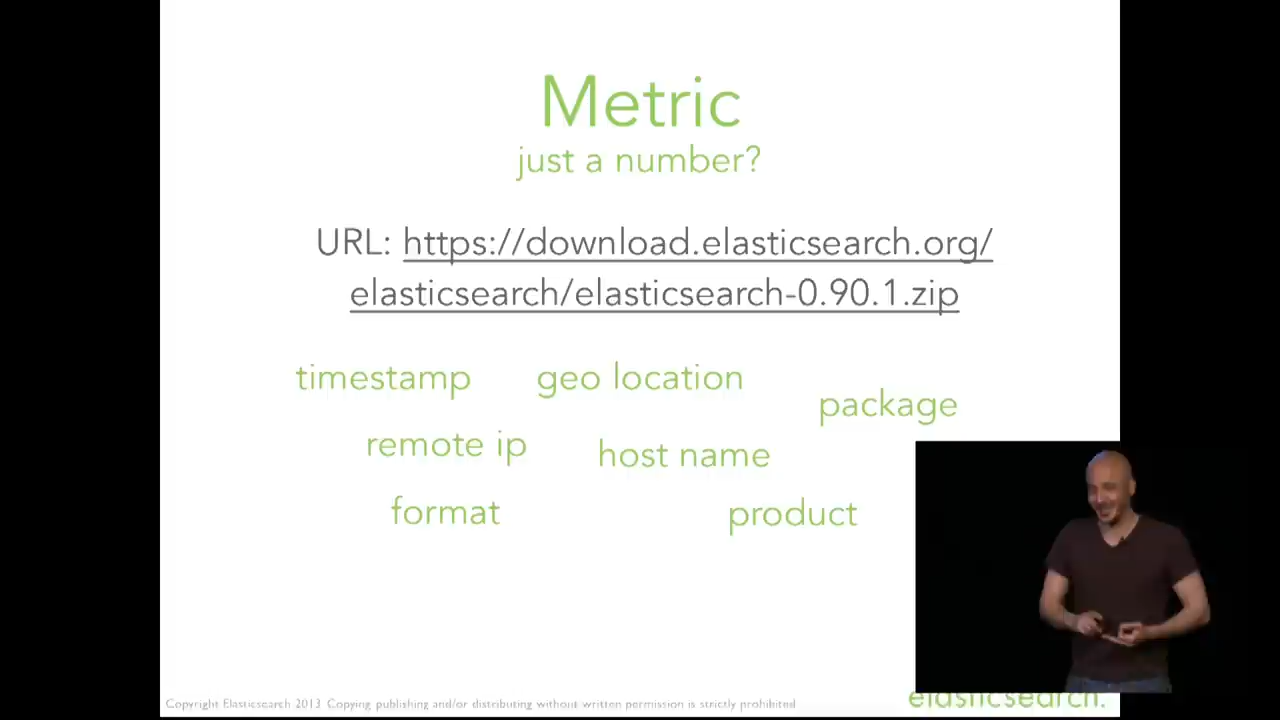 Metric
just a number?
URL: https://download.elasticsearch.org/
elasticsearch/elasticsearch-0.90.1.zip
timestamp
geo location
package
remote ip
host name
format
product
Copyright Elasticsearch 2013 Copying publishing and/or distributing without written permission is strictly prohibited
elasticsearch.